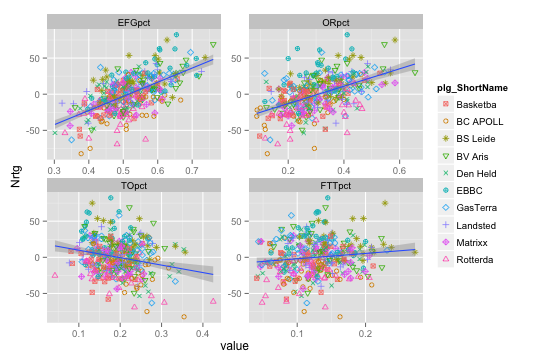 EFGpct
ORpct
50
0
-50
0.3 0.4 0.5 0.6 0.7
0.2 0.4 0.6
TOpct
FTTpct
50
0
-50
0.1 0.2 0.3 0.4
0.1 0.2
Nrtg
value
plg_ShortName
Basketba
BC APOLL
BS Leide
BV Aris
Den Held
EBBC
GasTerra
Landsted
Matrixx
Rotterda